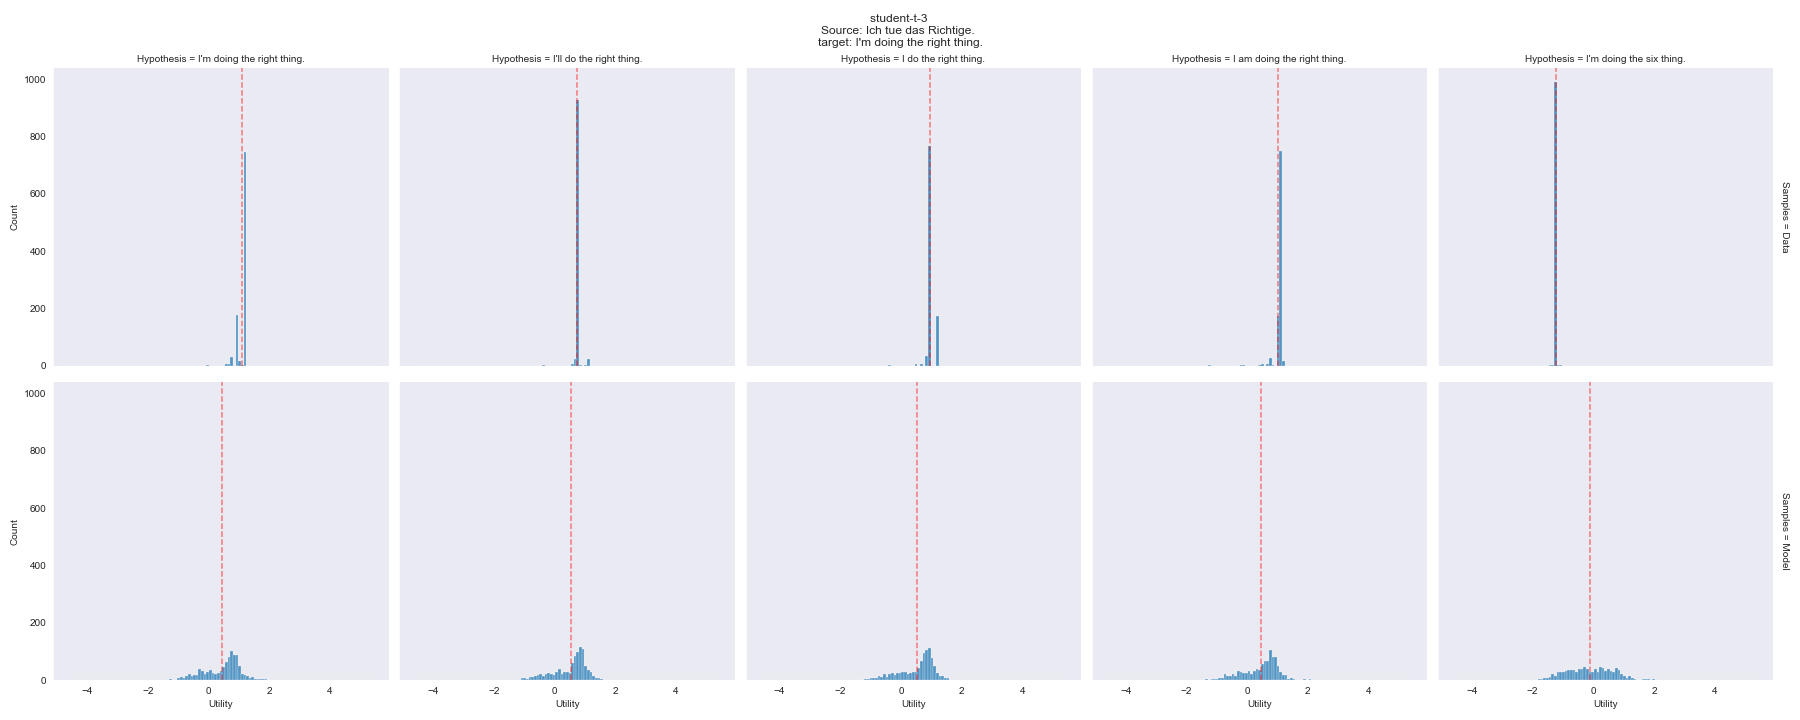 student-t-3
Source: Ich tue das Richtige.
target: I'm doing the right thing.
Hypothesis = I'm doing the right thing.
Hypothesis = I'll do the right thing.
Hypothesis = I do the right thing.
Hypothesis = I am doing the right thing.
Hypothesis = I'm doing the six thing.
1000
800
600
400
200
0
Count
Samples = Data
1000
800
600
400
200
0
Count
Samples = Model
−4 −2 0 2 4
Utility
−4 −2 0 2 4
Utility
−4 −2 0 2 4
Utility
−4 −2 0 2 4
Utility
−4 −2 0 2 4
Utility